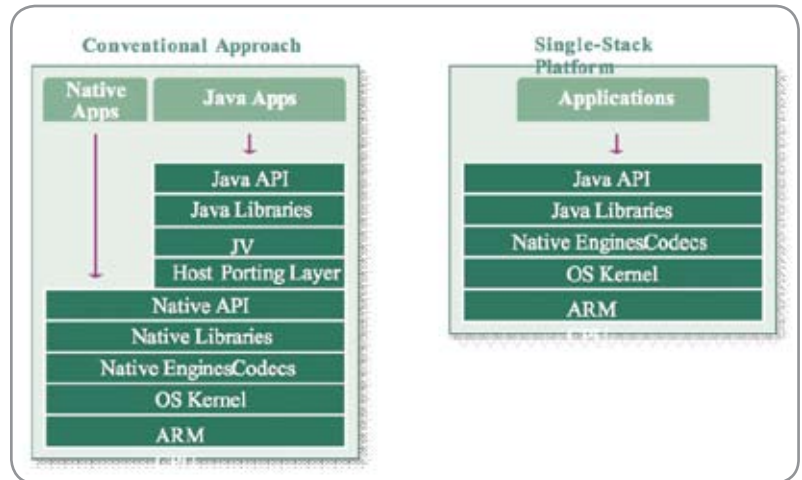 Conventional Approach
Native
Apps
Java Apps
Java API
Java Libraries
JV
Host Porting Layer
Native API
Native Libraries
Native EnginesCodecs
OS Kernel
ARM
Single-Stack
Platform
Applications
Java API
Java Libraries
Native EnginesCodecs
OS Kernel
ARM